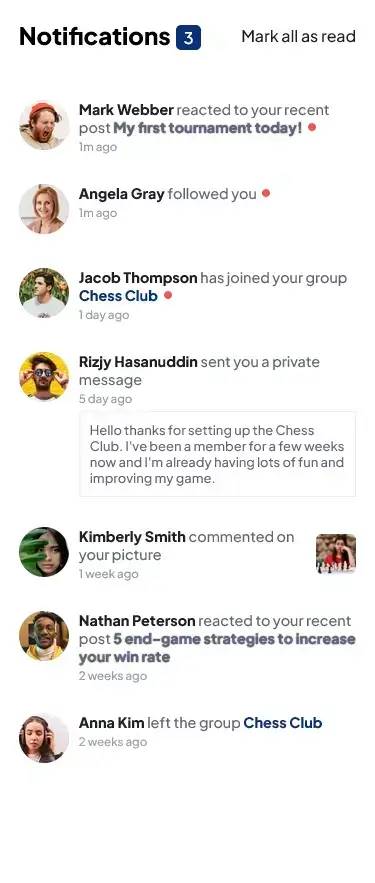 Notifications 3 Mark all as read
Mark Webber reacted to your recent
post My first tournament today!
1m ago
Angela Gray followed you
1m ago
Jacob Thompson has joined your group
Chess Club
1 day ago
Rizjy Hasanuddin sent you a private
message
5 day ago
Hello thanks for setting up the Chess
Club. I've been a member for a few weeks
now and I'm already having lots of fun and
improving my game.
Kimberly Smith commented on
your picture
1 week ago
Nathan Peterson reacted to your recent
post 5 end-game strategies to increase
your win rate
2 weeks ago
Anna Kim left the group Chess Club
2 weeks ago